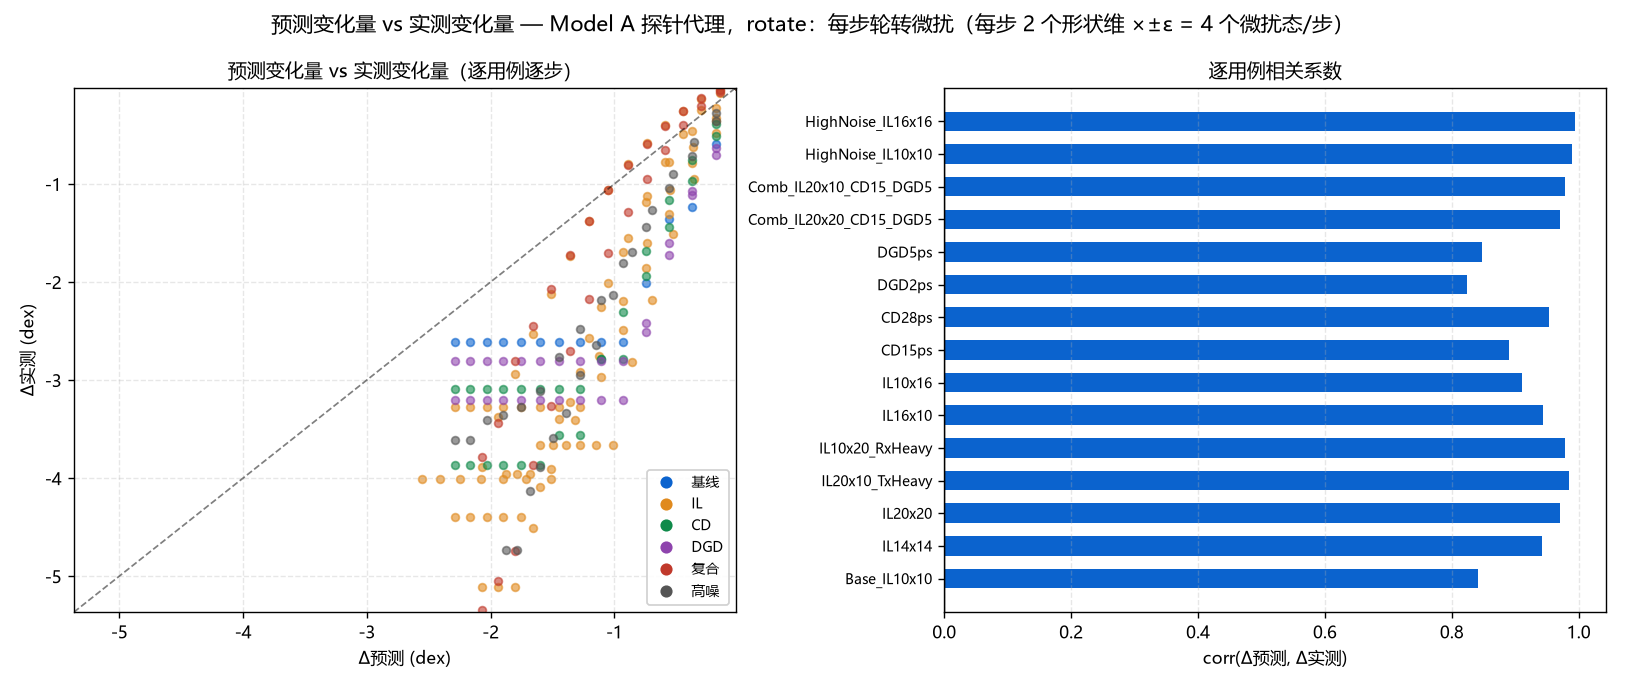 预测变化量 vs 实测变化量 — Model A 探针代理，rotate：每步轮转微扰（每步 2 个形状维 ×±ε = 4 个微扰态/步）
预测变化量 vs 实测变化量（逐用例逐步）
-1
-2
-3
-4
-5
Δ实测 (dex)
-5
-4
-3
-2
-1
Δ预测 (dex)
基线
IL
CD
DGD
复合
高噪
逐用例相关系数
HighNoise_IL16x16
HighNoise_IL10x10
Comb_IL20x10_CD15_DGD5
Comb_IL20x20_CD15_DGD5
DGD5ps
DGD2ps
CD28ps
CD15ps
IL10x16
IL16x10
IL10x20_RxHeavy
IL20x10_TxHeavy
IL20x20
IL14x14
Base_IL10x10
0.0
0.2
0.4
0.6
0.8
1.0
corr(Δ预测, Δ实测)